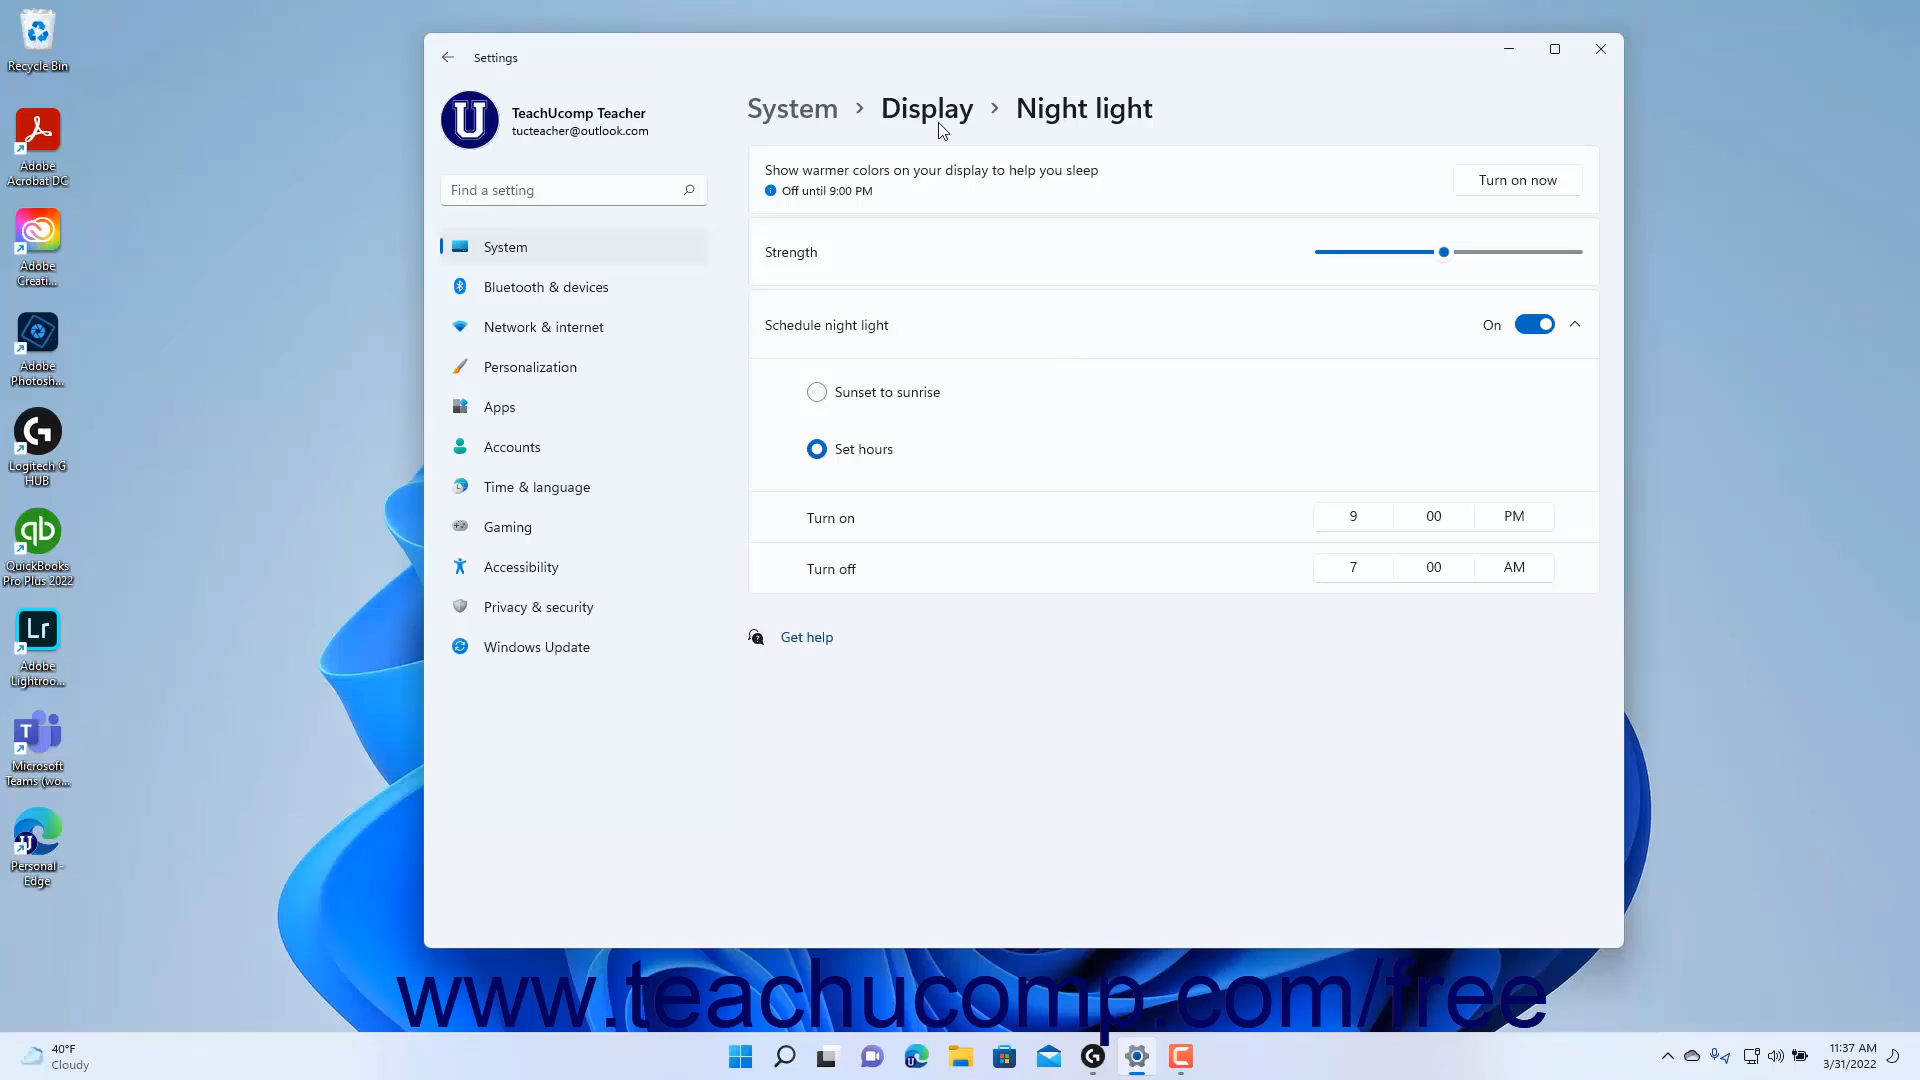 Recycle Bin
Adobe
Acrobat DC
Adobe
Creati...
Adobe
Photosh...
Logitech G
HUB
QuickBooks
Pro Plus 2022
Lr
Adobe
Lightroo...
Microsoft
Teams (wo...
Personal -
Edge
Settings
U
TeachUcomp Teacher
tucteacher@outlook.com
Find a setting
System
Bluetooth & devices
Network & internet
Personalization
Apps
Accounts
Time & language
Gaming
Accessibility
Privacy & security
Windows Update
System > Display > Night light
Show warmer colors on your display to help you sleep
Off until 9:00 PM
Turn on now
Strength
Schedule night light
On
Sunset to sunrise
Set hours
Turn on
9 00 PM
Turn off
7 00 AM
Get help
www.teachucomp.com/free
40°F
Cloudy
11:37 AM
3/31/2022